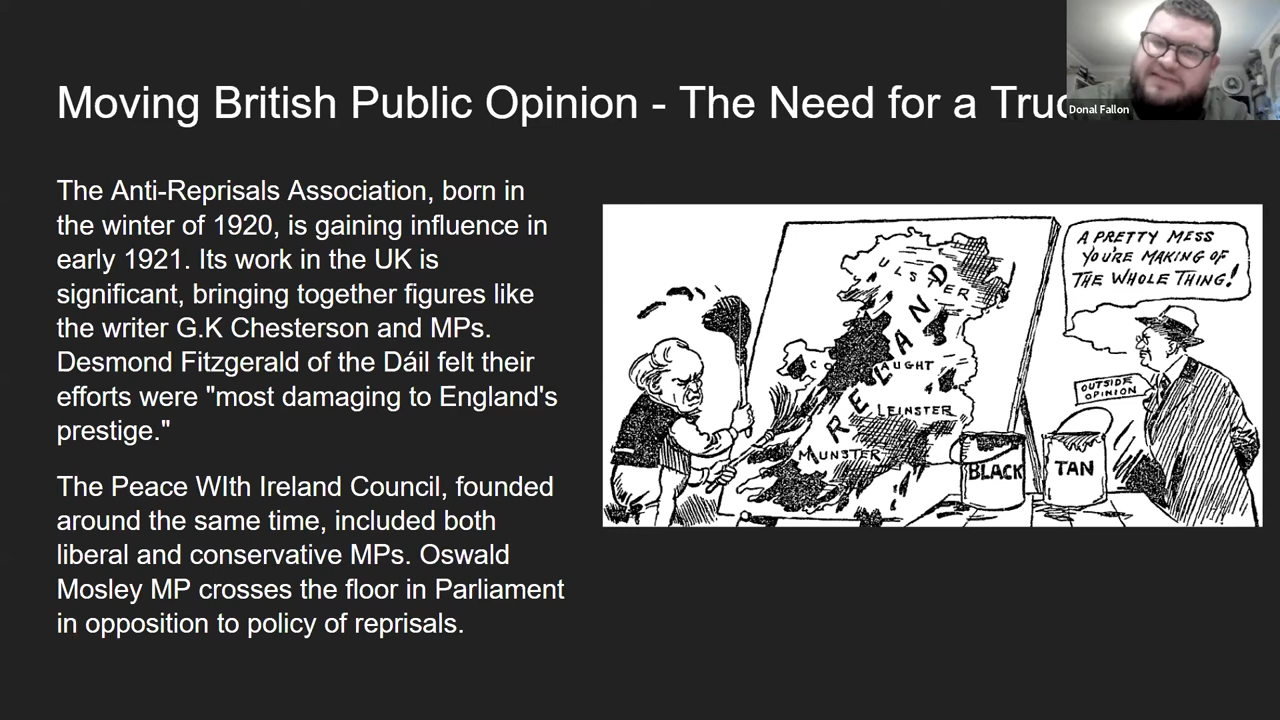 Moving British Public Opinion - The Need for a Truc
Donal Fallon
The Anti-Reprisals Association, born in
the winter of 1920, is gaining influence in
early 1921. Its work in the UK is
significant, bringing together figures like
the writer G.K Chesterson and MPs.
Desmond Fitzgerald of the Dáil felt their
efforts were "most damaging to England's
prestige."
The Peace WIth Ireland Council, founded
around the same time, included both
liberal and conservative MPs. Oswald
Mosley MP crosses the floor in Parliament
in opposition to policy of reprisals.
A PRETTY MESS
YOU'RE MAKING OF
THE WHOLE THING!
OUTSIDE
OPINION
IRELAND
ULSTER
CO AUGHT
LEINSTER
MUNSTER
BLACK
TAN